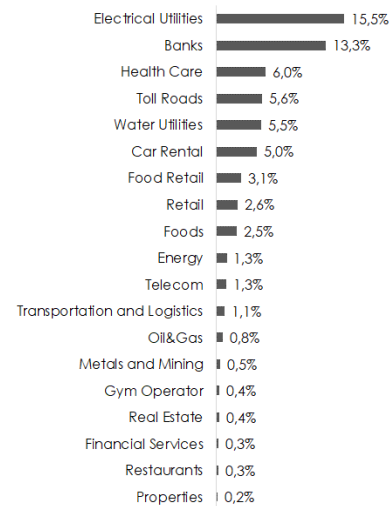 Electrical Utilities 15,5%
Banks 13,3%
Health Care 6,0%
Toll Roads 5,6%
Water Utilities 5,5%
Car Rental 5,0%
Food Retail 3,1%
Retail 2,6%
Foods 2,5%
Energy 1,3%
Telecom 1,3%
Transportation and Logistics 1,1%
Oil&Gas 0,8%
Metals and Mining 0,5%
Gym Operator 0,4%
Real Estate 0,4%
Financial Services 0,3%
Restaurants 0,3%
Properties 0,2%